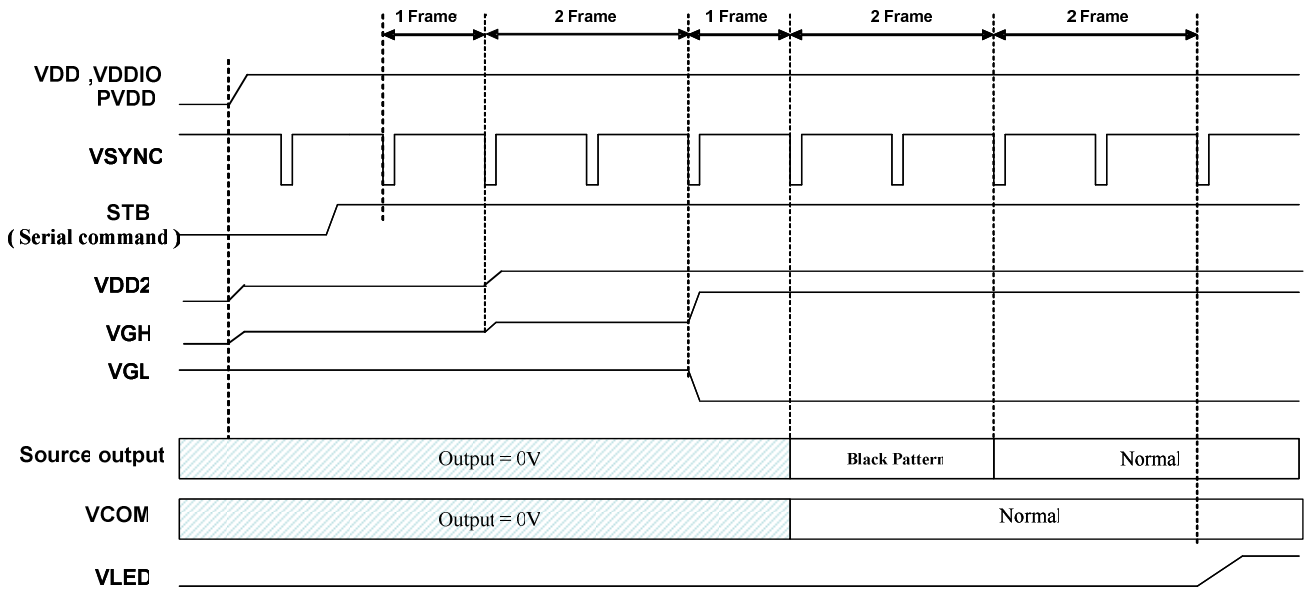 1 Frame
2 Frame
1 Frame
2 Frame
2 Frame
VDD ,VDDIO
PVDD
VSYNC
STB
( Serial command )
VDD2
VGH
VGL
Source output
Output = 0V
Black Pattern
Normal
VCOM
Output = 0V
Normal
VLED